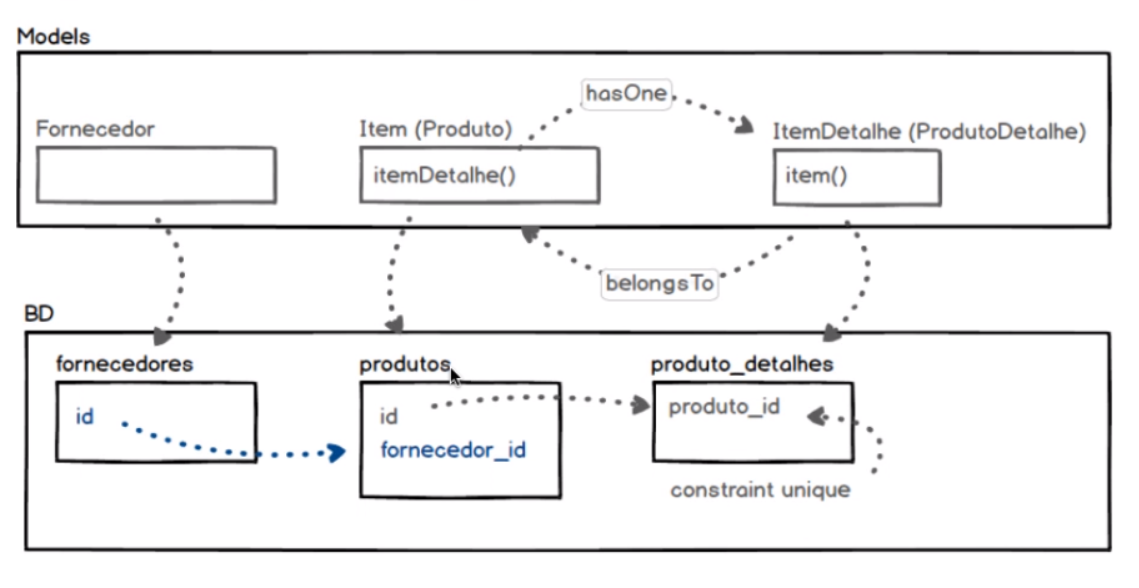 Models
hasOne
Fornecedor
Item (Produto)
ItemDetalhe (ProdutoDetalhe)
itemDetalhe()
item()
belongsTo
BD
fornecedores
produtos
produto_detalhes
id
id
produto_id
fornecedor_id
constraint unique